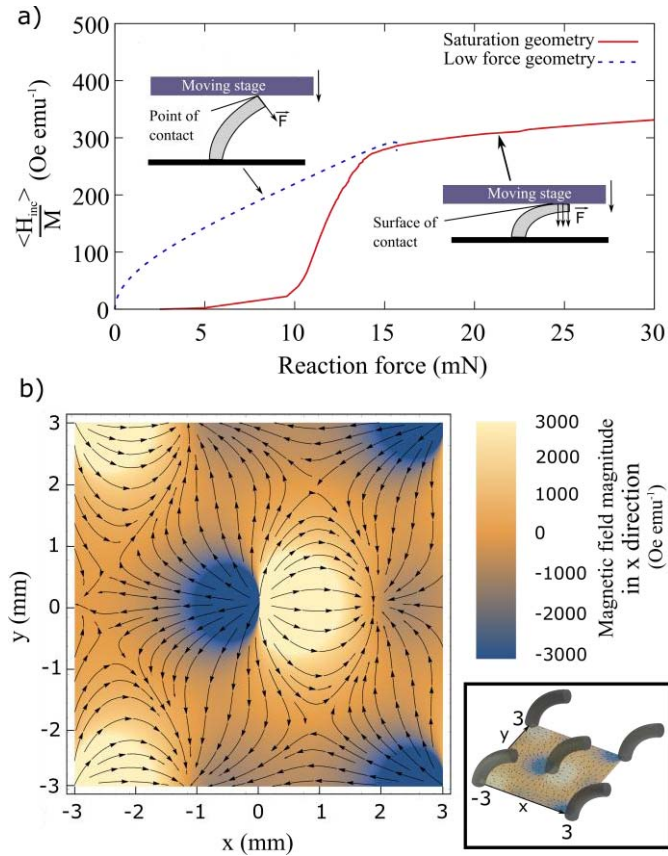 a)
500
400
300
200
100
0
<H_inc>
M
(Oe emu⁻¹)
Saturation geometry
Low force geometry
Moving stage
Point of
contact
F
Moving stage
Surface of
contact
F
0 5 10 15 20 25 30
Reaction force (mN)
b)
3
2
1
0
-1
-2
-3
y (mm)
-3 -2 -1 0 1 2 3
x (mm)
3000
2000
1000
0
-1000
-2000
-3000
Magnetic field magnitude
in x direction
(Oe emu⁻¹)
3
y
-3
x
3